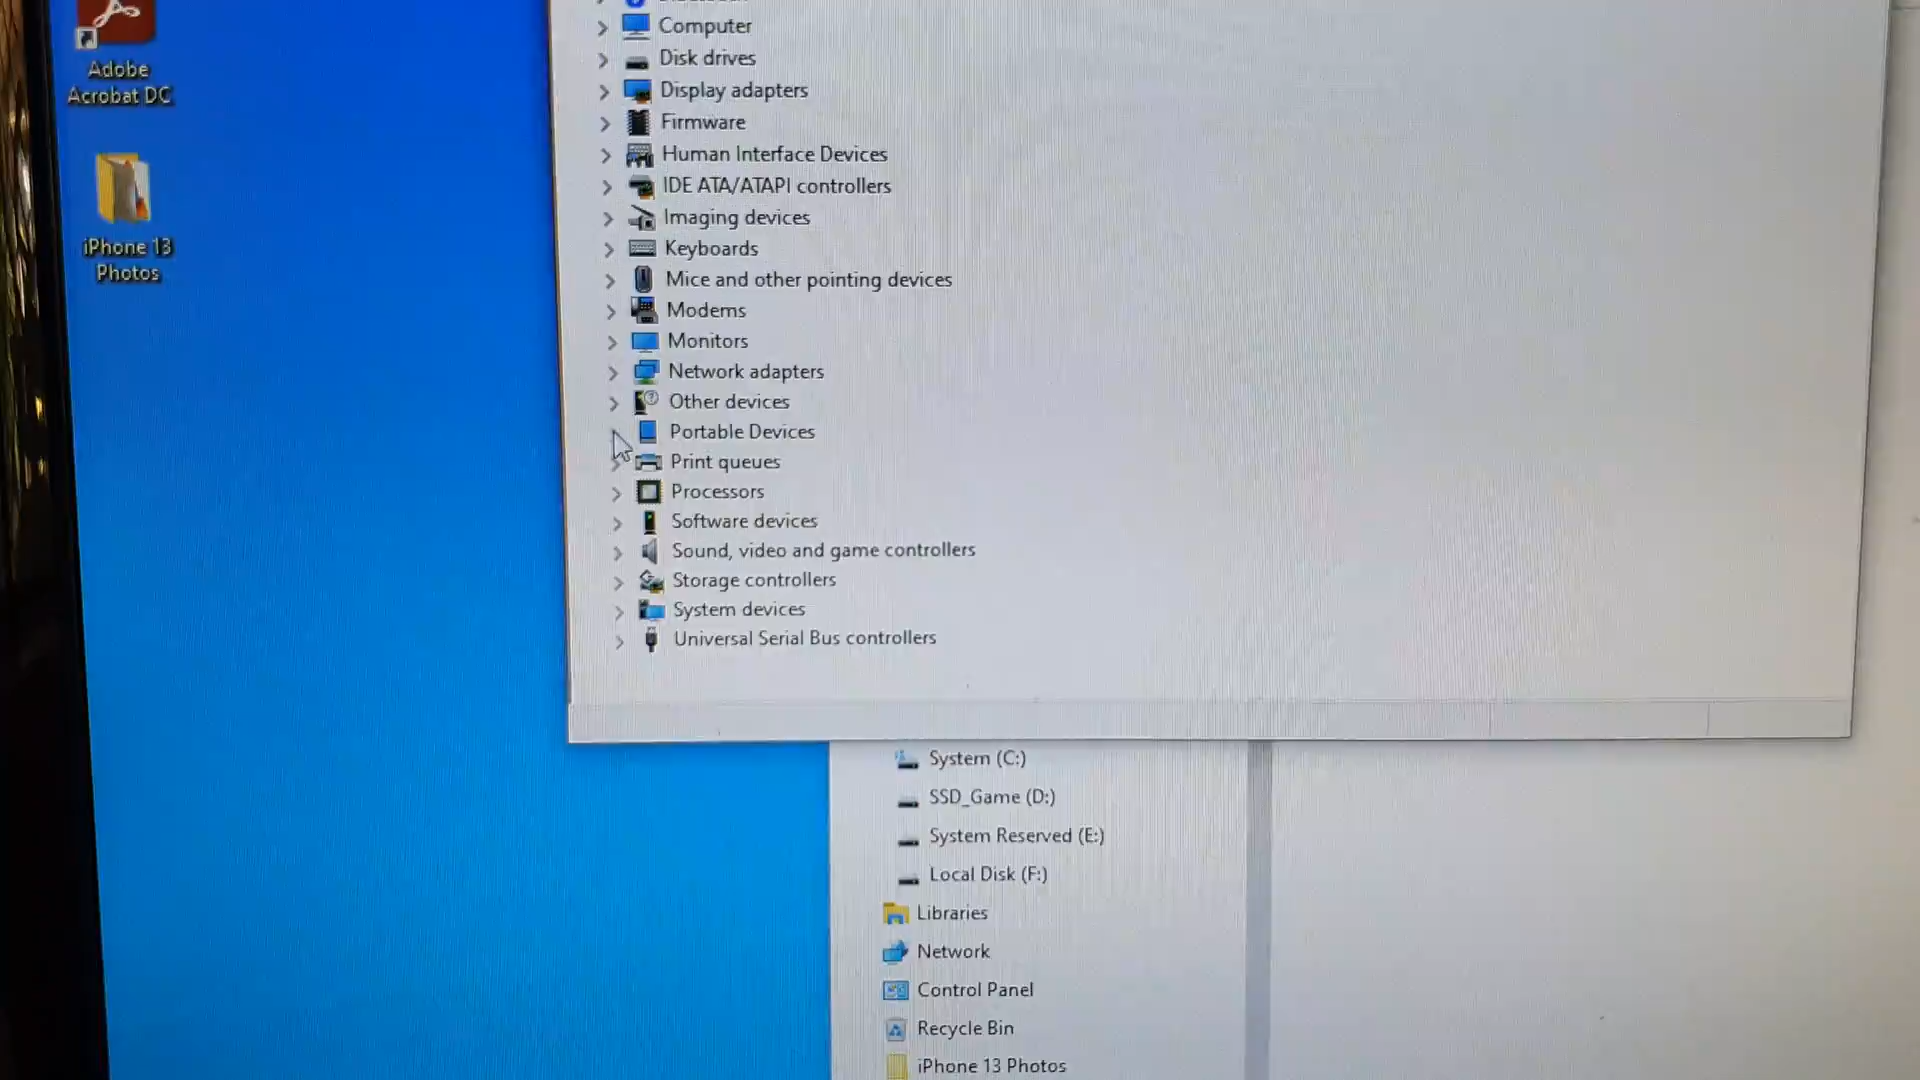 Adobe
Acrobat DC
iPhone 13
Photos
Computer
Disk drives
Display adapters
Firmware
Human Interface Devices
IDE ATA/ATAPI controllers
Imaging devices
Keyboards
Mice and other pointing devices
Modems
Monitors
Network adapters
Other devices
Portable Devices
Print queues
Processors
Software devices
Sound, video and game controllers
Storage controllers
System devices
Universal Serial Bus controllers
System (C:)
SSD_Game (D:)
System Reserved (E:)
Local Disk (F:)
Libraries
Network
Control Panel
Recycle Bin
iPhone 13 Photos